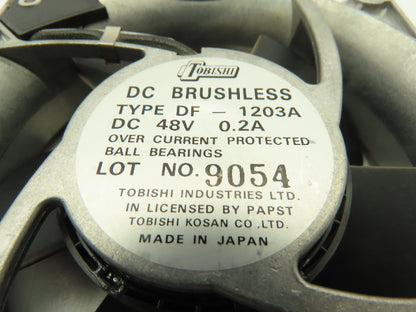 TOBISHI
DC BRUSHLESS
TYPE DF – 1203A
DC 48V 0.2A
OVER CURRENT PROTECTED
BALL BEARINGS
LOT NO. 9054
TOBISHI INDUSTRIES LTD.
IN LICENSED BY PAPST
TOBISHI KOSAN CO., LTD.
MADE IN JAPAN